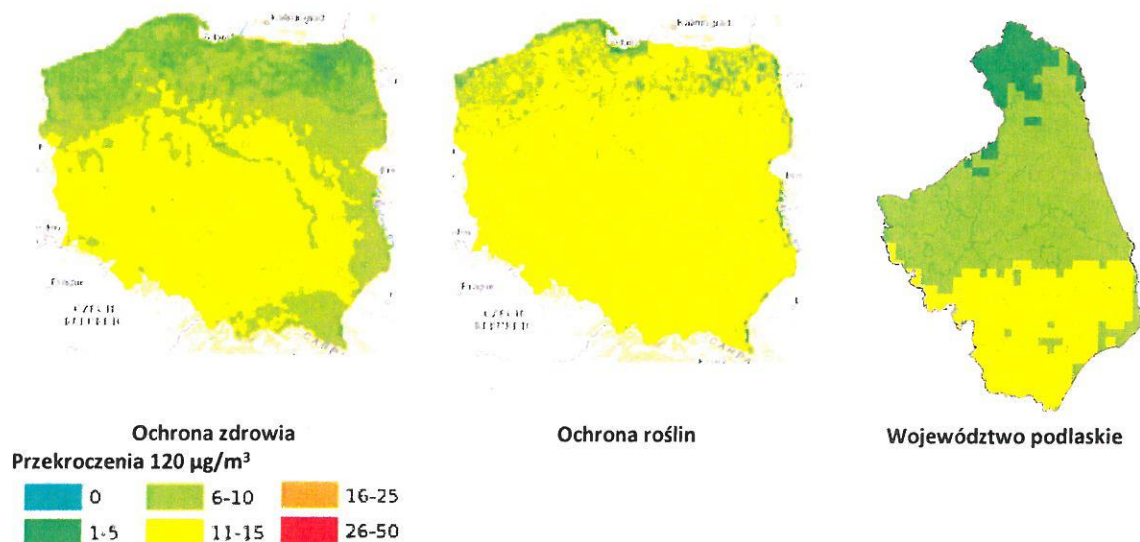 Kaliningrad
Ochrona zdrowia
Ochrona roślin
Województwo podlaskie
Przekroczenia 120 µg/m³
0
6-10
16-25
1-5
11-15
26-50